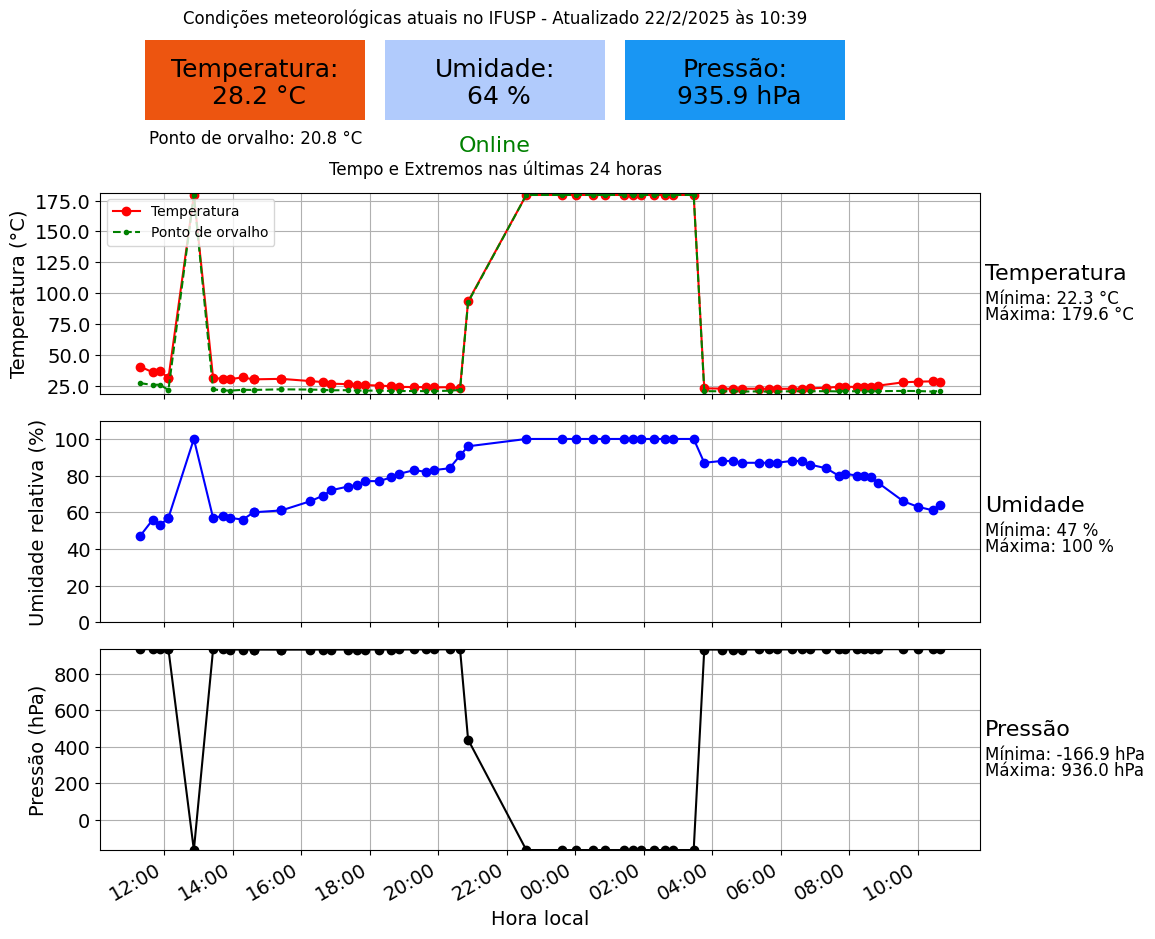 Condições meteorológicas atuais no IFUSP - Atualizado 22/2/2025 às 10:39
Temperatura:
28.2 °C
Umidade:
64 %
Pressão:
935.9 hPa
Ponto de orvalho: 20.8 °C
Online
Tempo e Extremos nas últimas 24 horas
Temperatura (°C)
175.0
150.0
125.0
100.0
75.0
50.0
25.0
Temperatura
Ponto de orvalho
Temperatura
Mínima: 22.3 °C
Máxima: 179.6 °C
Umidade relativa (%)
100
80
60
40
20
0
Umidade
Mínima: 47 %
Máxima: 100 %
Pressão (hPa)
800
600
400
200
0
Pressão
Mínima: -166.9 hPa
Máxima: 936.0 hPa
12:00
14:00
16:00
18:00
20:00
22:00
00:00
02:00
04:00
06:00
08:00
10:00
Hora local